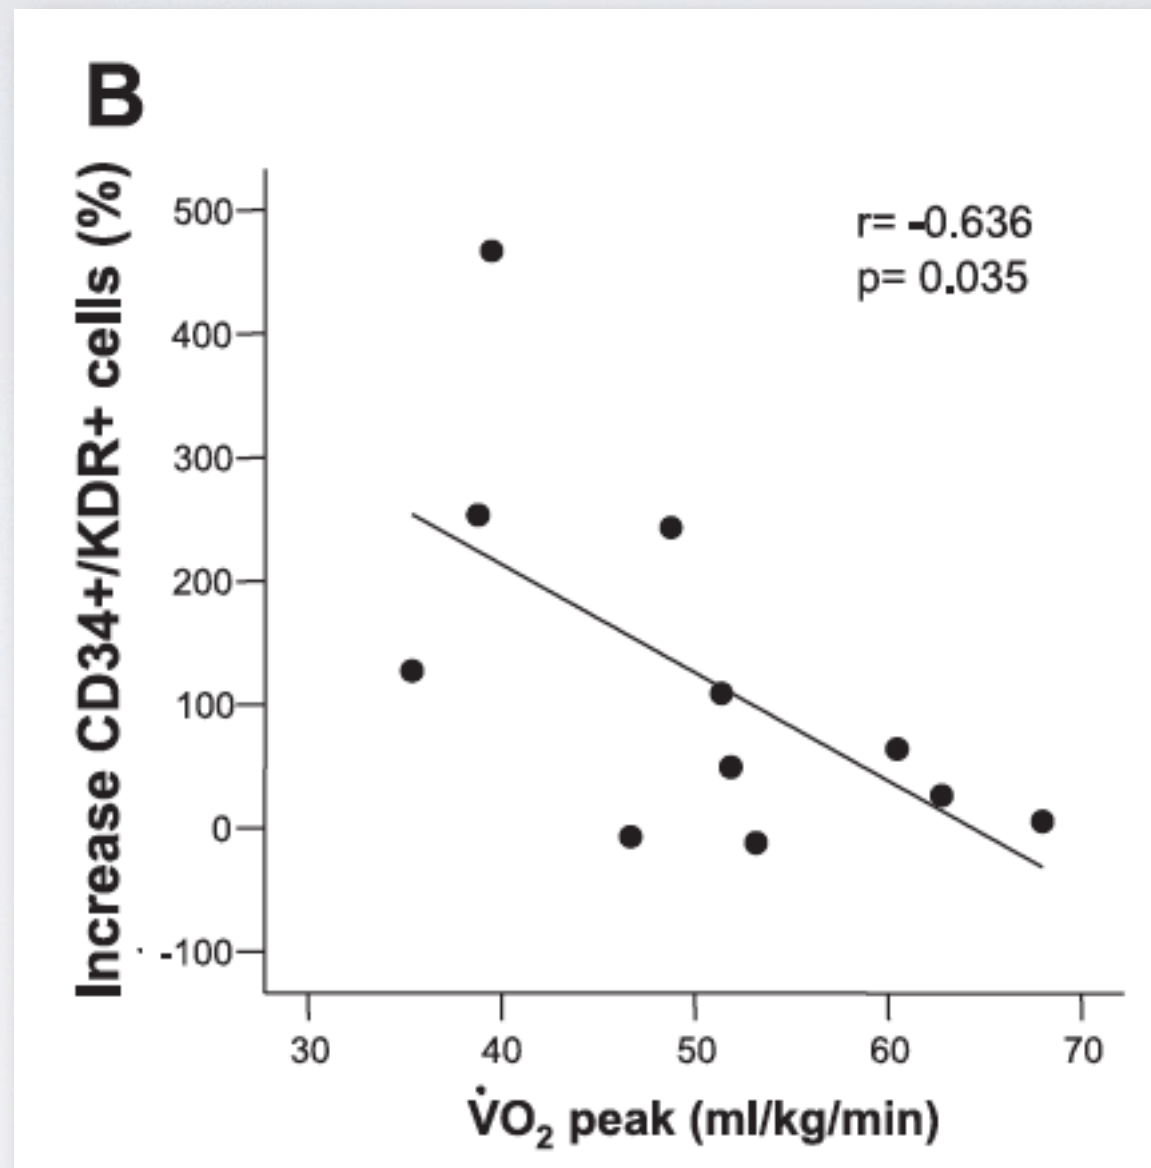 B
Increase CD34+/KDR+ cells (%)
500
400
300
200
100
0
-100
r= -0.636
p= 0.035
30 40 50 60 70
V̇O₂ peak (ml/kg/min)